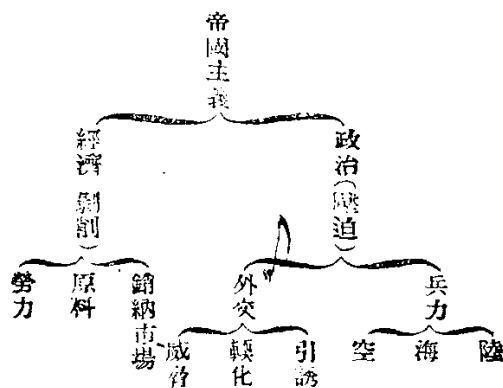 帝國主義
政治(壓迫)
經濟(剝削)
兵力
外交
銷納市場
原料
勞力
陸
海
空
引誘
輭化
威脅